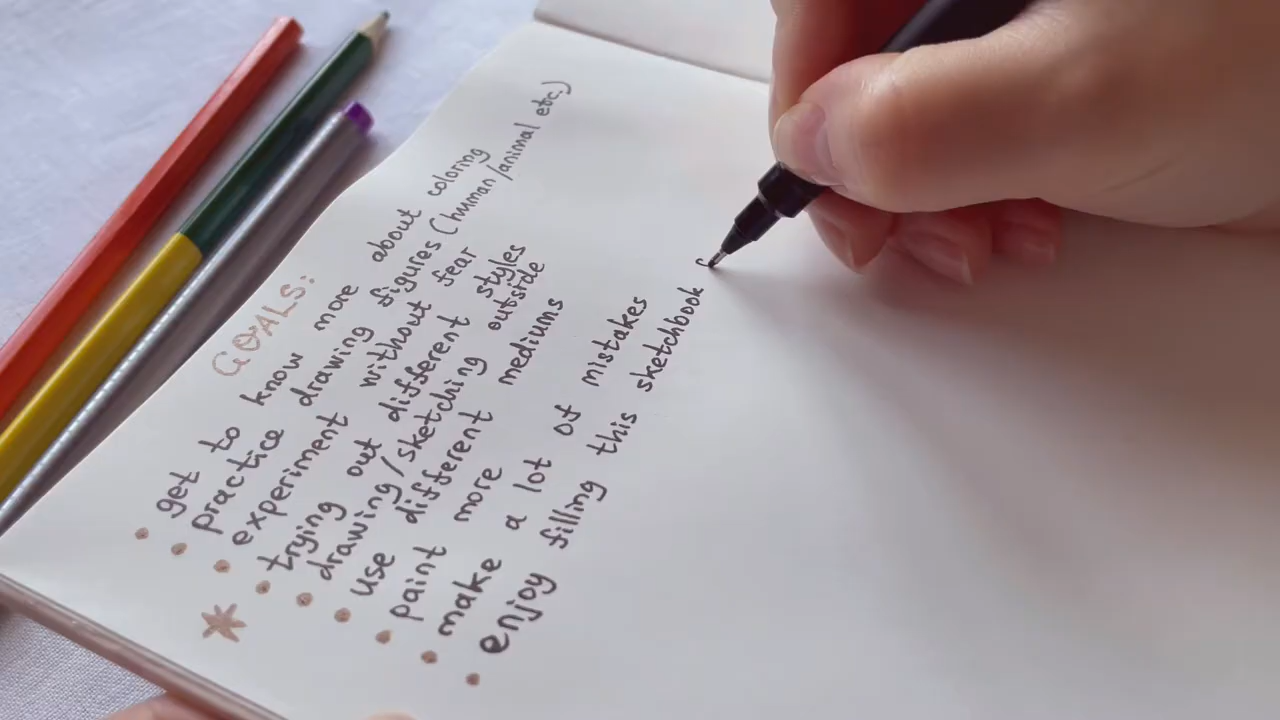 GOALS:
• get to know more about coloring
• practice drawing figures (human/animal etc.)
• experiment without fear
• trying out different styles
• drawing/sketching outside
• use different mediums
• paint more
• make a lot of mistakes
• enjoy filling this sketchbook